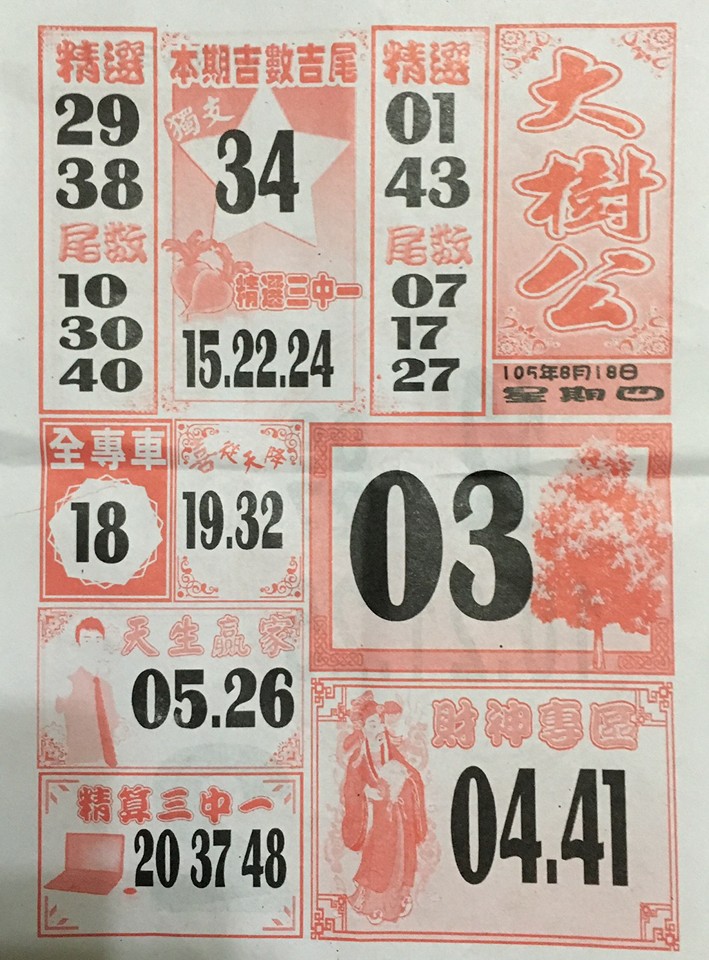 精選
29
38
尾數
10
30
40
本期吉數吉尾
獨支
34
精選三中一
15.22.24
精選
01
43
尾數
07
17
27
大樹公
105年8月18日
星期四
全專車
18
喜從天降
19.32
03
天生贏家
05.26
財神專區
04.41
精算三中一
20 37 48